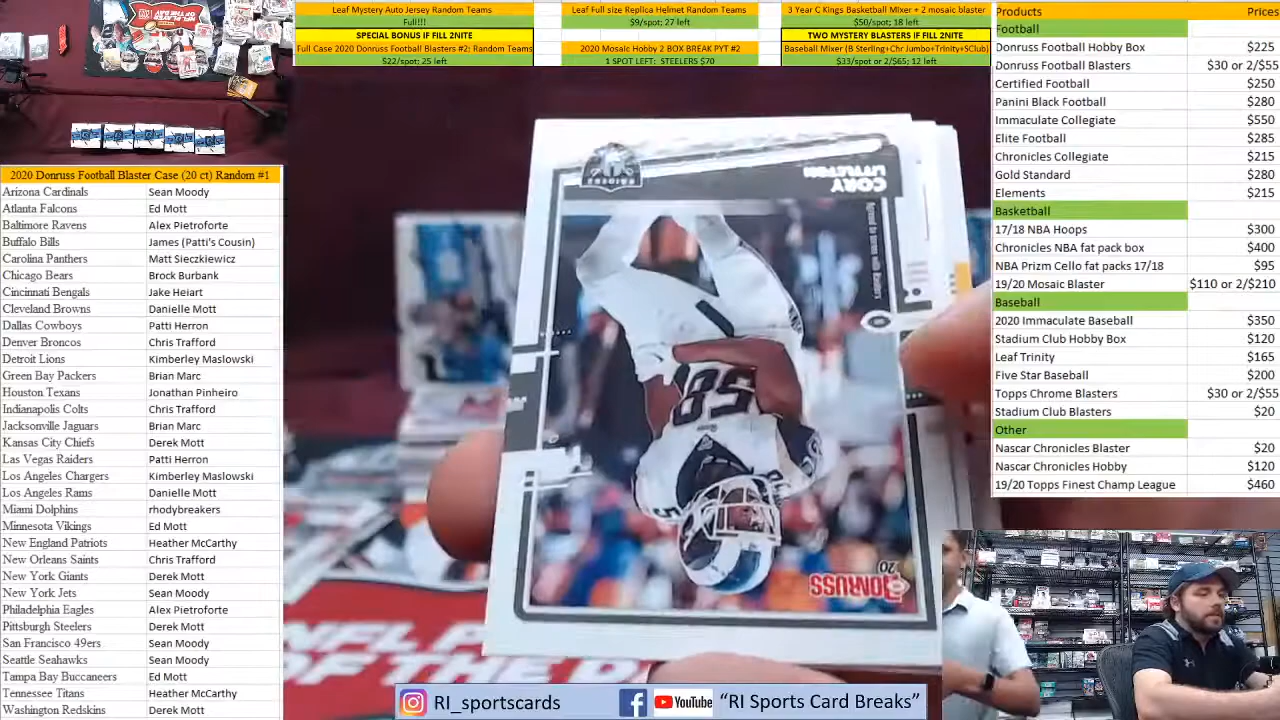 Leaf Mystery Auto Jersey Random Teams
Full!!!
SPECIAL BONUS IF FILL 2NITE
Full Case 2020 Donruss Football Blasters #2: Random Teams
$22/spot; 25 left
Leaf Full size Replica Helmet Random Teams
$9/spot; 27 left
2020 Mosaic Hobby 2 BOX BREAK PYT #2
1 SPOT LEFT: STEELERS $70
3 Year C Kings Basketball Mixer + 2 mosaic blaster
$50/spot; 18 left
TWO MYSTERY BLASTERS IF FILL 2NITE
Baseball Mixer (B Sterling+Chr Jumbo+Trinity+SClub)
$33/spot or 2/$65; 12 left
Products Prices
Football
Donruss Football Hobby Box $225
Donruss Football Blasters $30 or 2/$55
Certified Football $250
Panini Black Football $280
Immaculate Collegiate $550
Elite Football $285
Chronicles Collegiate $215
Gold Standard $280
Elements $215
Basketball
17/18 NBA Hoops $300
Chronicles NBA fat pack box $400
NBA Prizm Cello fat packs 17/18 $95
19/20 Mosaic Blaster $110 or 2/$210
Baseball
2020 Immaculate Baseball $350
Stadium Club Hobby Box $120
Leaf Trinity $165
Five Star Baseball $200
Topps Chrome Blasters $30 or 2/$55
Stadium Club Blasters $20
Other
Nascar Chronicles Blaster $20
Nascar Chronicles Hobby $120
19/20 Topps Finest Champ League $460
2020 Donruss Football Blaster Case (20 ct) Random #1
Arizona Cardinals Sean Moody
Atlanta Falcons Ed Mott
Baltimore Ravens Alex Pietroforte
Buffalo Bills James (Patti's Cousin)
Carolina Panthers Matt Sieczkiewicz
Chicago Bears Brock Burbank
Cincinnati Bengals Jake Heiart
Cleveland Browns Danielle Mott
Dallas Cowboys Patti Herron
Denver Broncos Chris Trafford
Detroit Lions Kimberley Maslowski
Green Bay Packers Brian Marc
Houston Texans Jonathan Pinheiro
Indianapolis Colts Chris Trafford
Jacksonville Jaguars Brian Marc
Kansas City Chiefs Derek Mott
Las Vegas Raiders Patti Herron
Los Angeles Chargers Kimberley Maslowski
Los Angeles Rams Danielle Mott
Miami Dolphins rhodybreakers
Minnesota Vikings Ed Mott
New England Patriots Heather McCarthy
New Orleans Saints Chris Trafford
New York Giants Derek Mott
New York Jets Sean Moody
Philadelphia Eagles Alex Pietroforte
Pittsburgh Steelers Derek Mott
San Francisco 49ers Sean Moody
Seattle Seahawks Sean Moody
Tampa Bay Buccaneers Ed Mott
Tennessee Titans Heather McCarthy
Washington Redskins Derek Mott
CORY
LITTLETON
RAIDERS
58
20
DONRUSS
RI_sportscards
YouTube
"RI Sports Card Breaks"